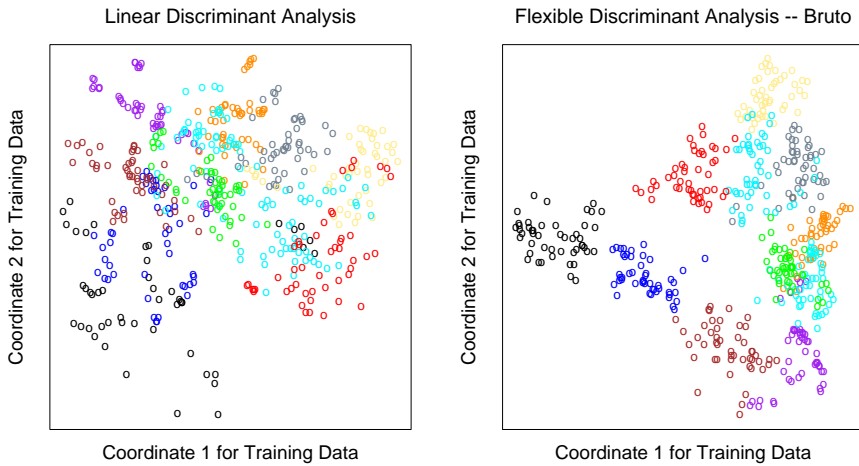 Linear Discriminant Analysis
Coordinate 2 for Training Data
Coordinate 1 for Training Data
Flexible Discriminant Analysis -- Bruto
Coordinate 2 for Training Data
Coordinate 1 for Training Data